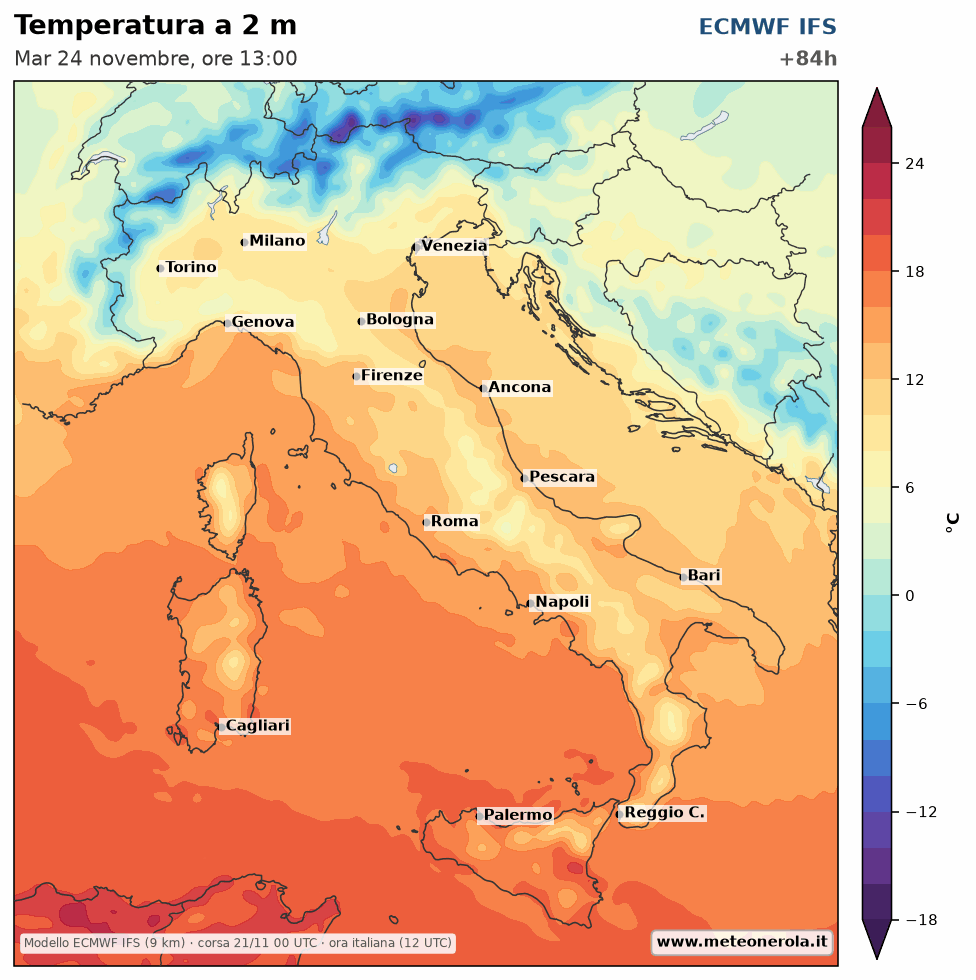 Temperatura a 2 m
ECMWF IFS
Mar 24 novembre, ore 13:00
+84h
Milano
Venezia
Torino
Genova
Bologna
Firenze
Ancona
Pescara
Roma
Bari
Napoli
Cagliari
Palermo
Reggio C.
24
18
12
6
0
−6
−12
−18
°C
Modello ECMWF IFS (9 km) · corsa 21/11 00 UTC · ora italiana (12 UTC)
www.meteonerola.it